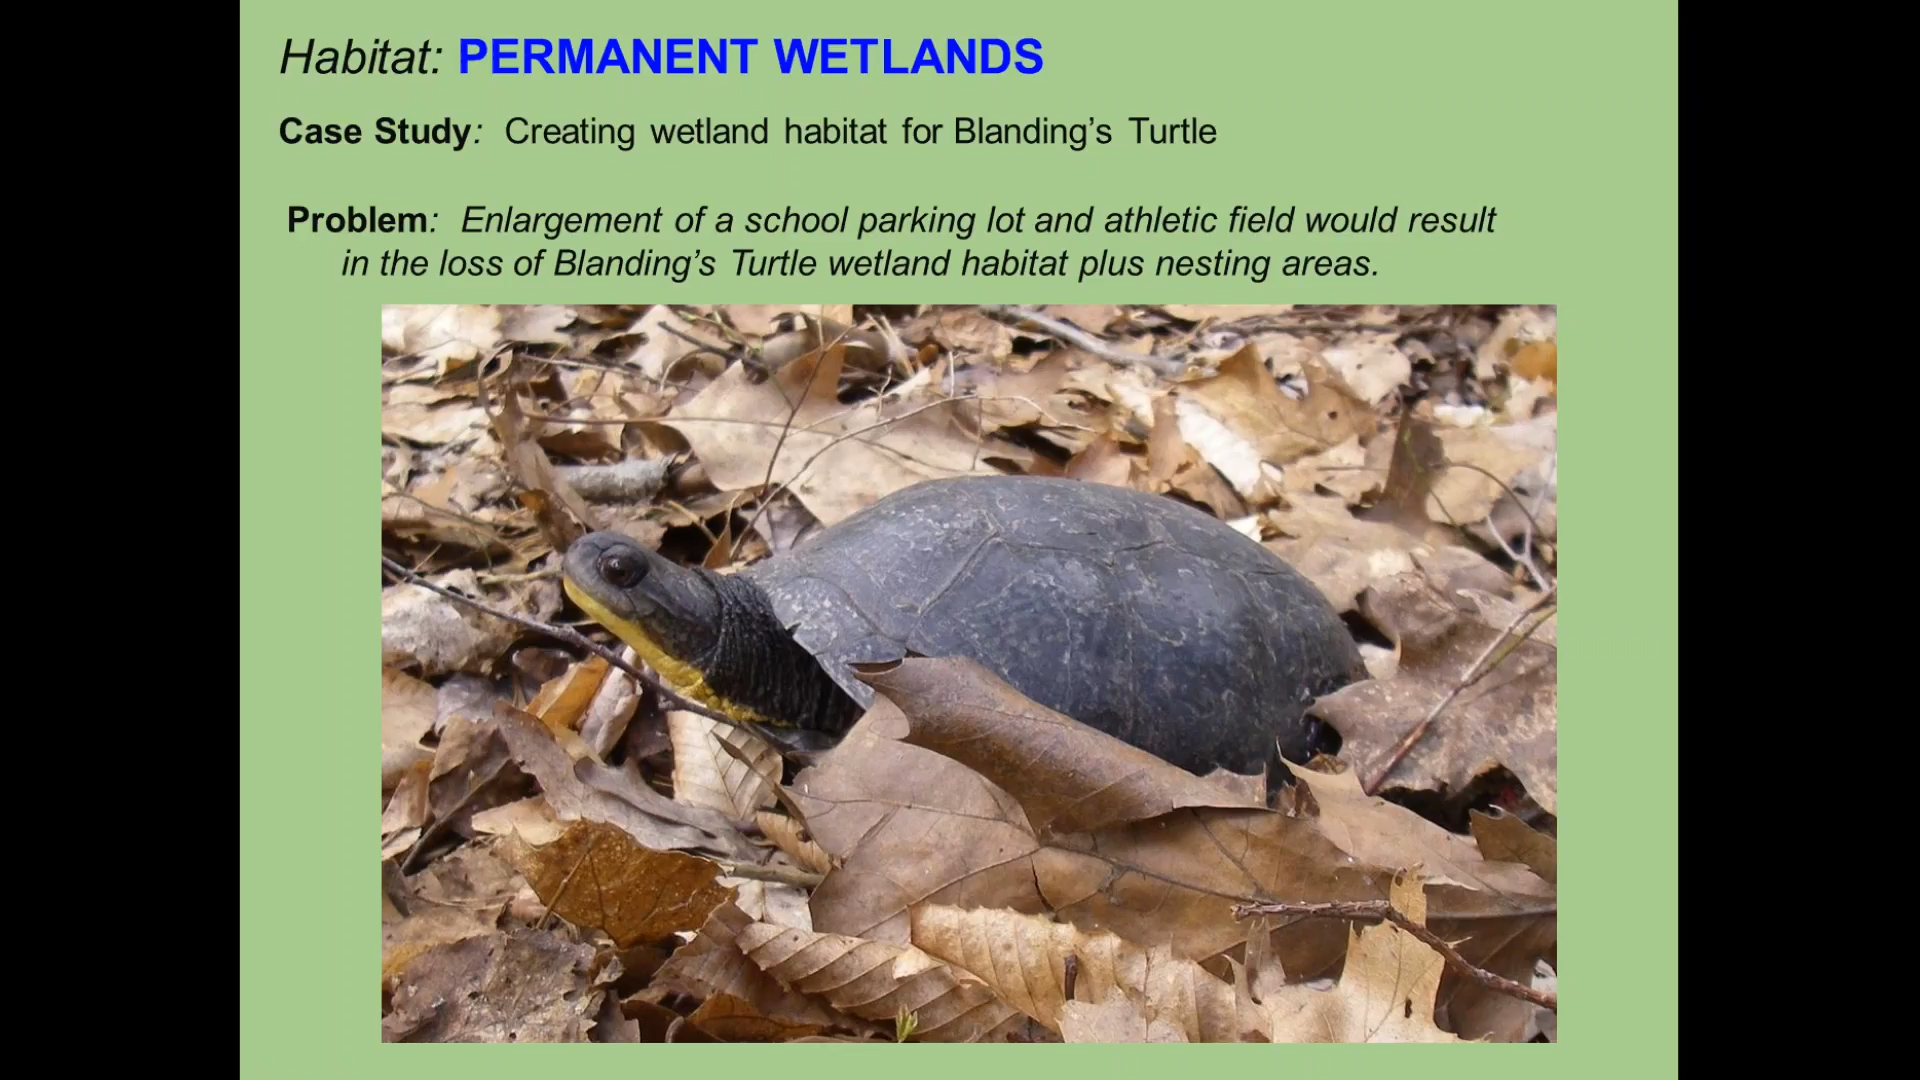 Habitat: PERMANENT WETLANDS
Case Study: Creating wetland habitat for Blanding’s Turtle
Problem: Enlargement of a school parking lot and athletic field would result
in the loss of Blanding’s Turtle wetland habitat plus nesting areas.